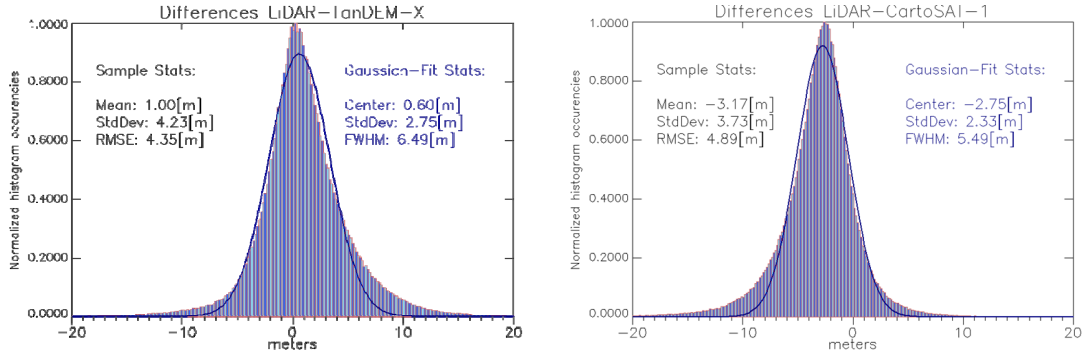 Differences LiDAR-TanDEM-X
Normalized histogram occurencies
1.0000
0.8000
0.6000
0.4000
0.2000
0.0000
Sample Stats:
Mean: 1.00[m]
StdDev: 4.23[m]
RMSE: 4.35[m]
Gaussian-Fit Stats:
Center: 0.60[m]
StdDev: 2.75[m]
FWHM: 6.49[m]
-20 -10 0 10 20
meters
Differences LiDAR-CartoSAT-1
Normalized histogram occurencies
1.0000
0.8000
0.6000
0.4000
0.2000
0.0000
Sample Stats:
Mean: -3.17[m]
StdDev: 3.73[m]
RMSE: 4.89[m]
Gaussian-Fit Stats:
Center: -2.75[m]
StdDev: 2.33[m]
FWHM: 5.49[m]
-20 -10 0 10 20
meters